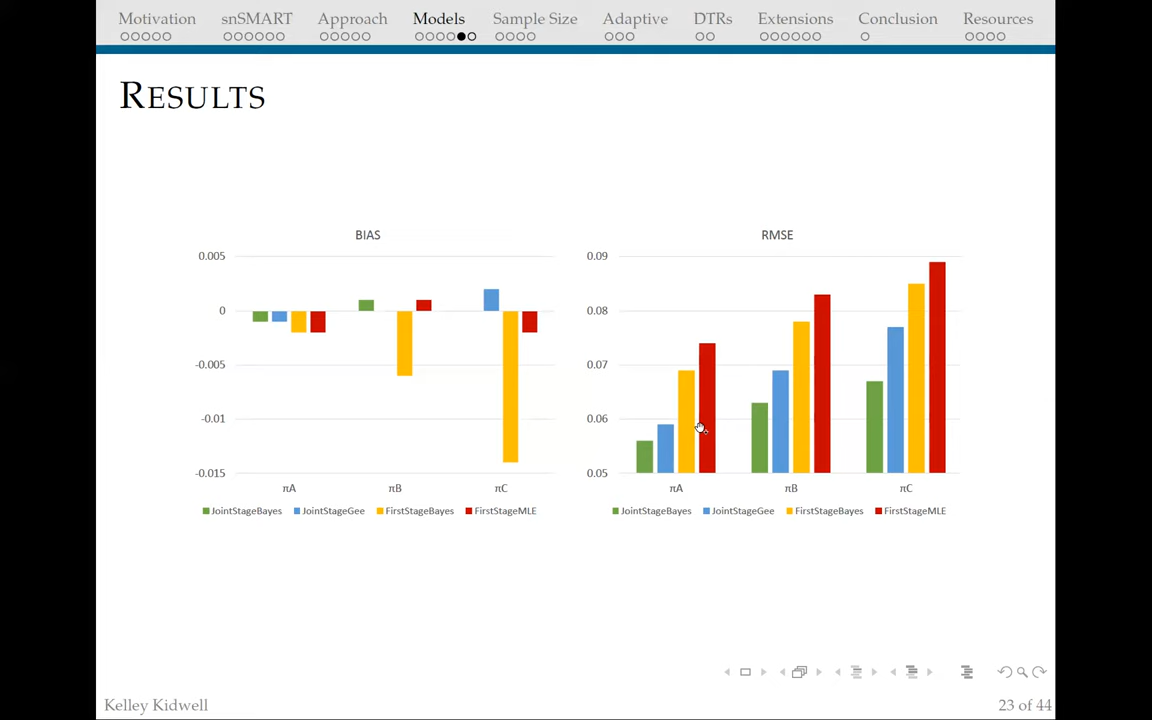 Motivation snSMART Approach Models Sample Size Adaptive DTRs Extensions Conclusion Resources
RESULTS
BIAS
0.005
0
-0.005
-0.01
-0.015
πA πB πC
JointStageBayes JointStageGee FirstStageBayes FirstStageMLE
RMSE
0.09
0.08
0.07
0.06
0.05
πA πB πC
JointStageBayes JointStageGee FirstStageBayes FirstStageMLE
Kelley Kidwell 23 of 44